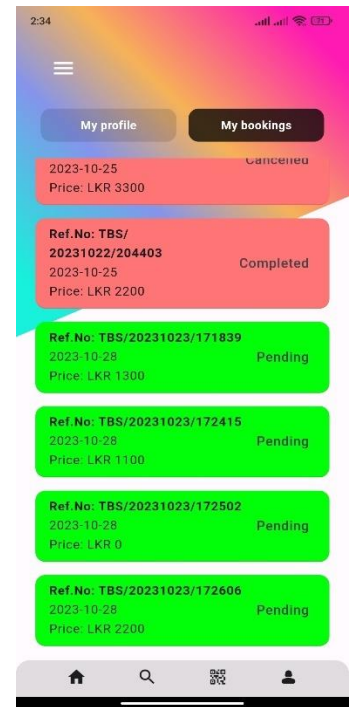 2:34
71
My profile
My bookings
Cancelled
2023-10-25
Price: LKR 3300
Ref.No: TBS/
20231022/204403
2023-10-25
Completed
Price: LKR 2200
Ref.No: TBS/20231023/171839
2023-10-28
Pending
Price: LKR 1300
Ref.No: TBS/20231023/172415
2023-10-28
Pending
Price: LKR 1100
Ref.No: TBS/20231023/172502
2023-10-28
Pending
Price: LKR 0
Ref.No: TBS/20231023/172606
2023-10-28
Pending
Price: LKR 2200